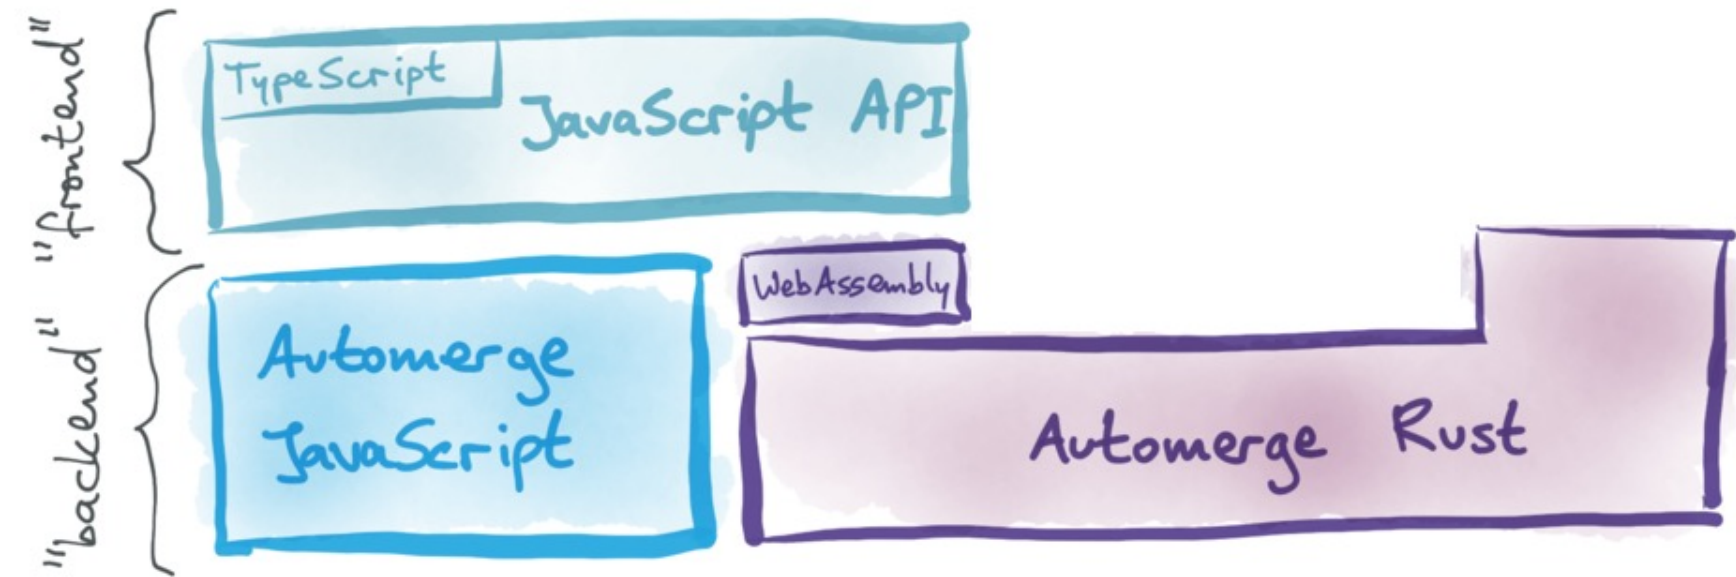 "frontend"
TypeScript
JavaScript API
"backend"
Automerge
JavaScript
WebAssembly
Automerge Rust